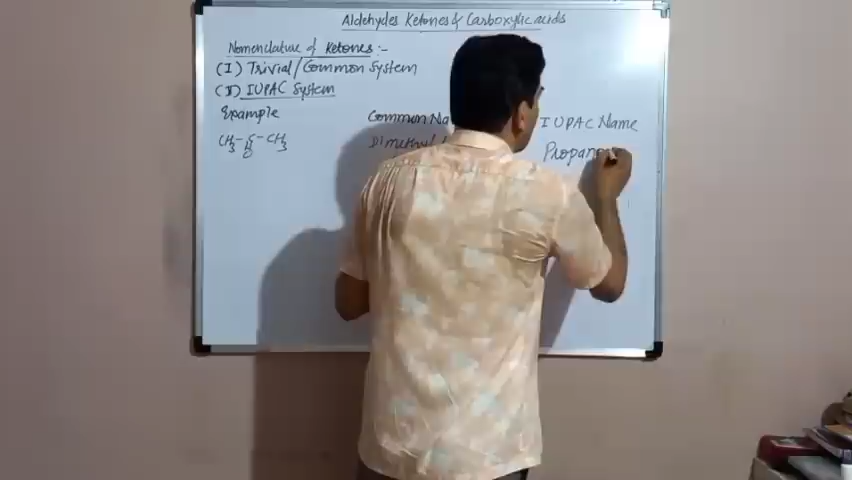 Aldehydes Ketones & Carboxylic acids
Nomenclature of Ketones :-
(I) Trivial/Common System
(II) IUPAC System
Example Common Na IUPAC Name
CH3-C-CH3 Dimethyl Propan
O